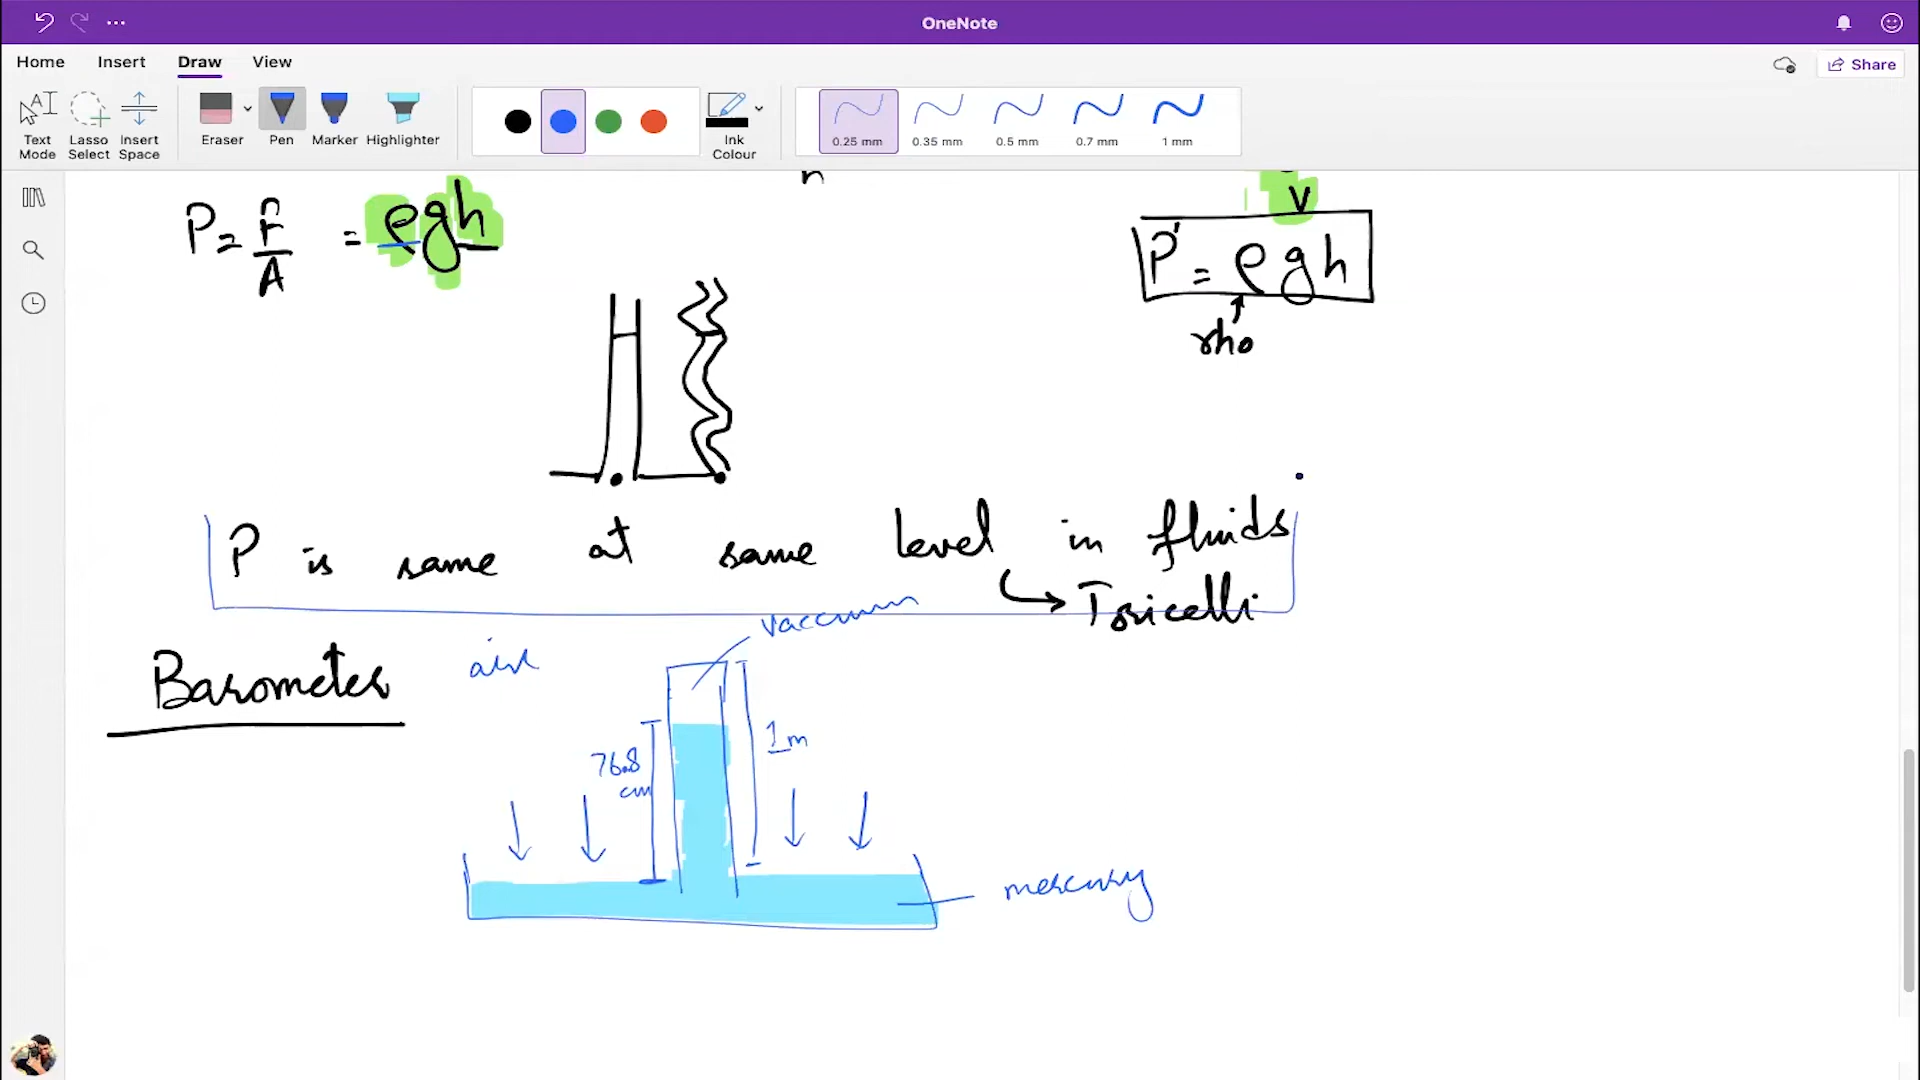 OneNote
Home Insert Draw View
Share
Text Mode
Lasso Select
Insert Space
Eraser
Pen
Marker
Highlighter
Ink Colour
0.25 mm
0.35 mm
0.5 mm
0.7 mm
1 mm
P = F/A = ρgh
h
v
P = ρgh
rho
P is same at same level in fluids
Toricelli
vaccum
Barometer
air
1m
76.8 cm
mercury